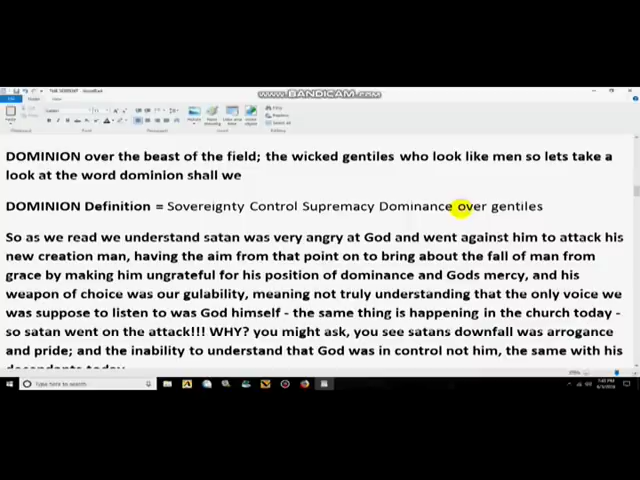 www.BANDICAM.com
DOMINION over the beast of the field; the wicked gentiles who look like men so lets take a
look at the word dominion shall we
DOMINION Definition = Sovereignty Control Supremacy Dominance over gentiles
So as we read we understand satan was very angry at God and went against him to attack his
new creation man, having the aim from that point on to bring about the fall of man from
grace by making him ungrateful for his position of dominance and Gods mercy, and his
weapon of choice was our gulability, meaning not truly understanding that the only voice we
was suppose to listen to was God himself - the same thing is happening in the church today -
so satan went on the attack!!! WHY? you might ask, you see satans downfall was arrogance
and pride; and the inability to understand that God was in control not him, the same with his
descendants today
Type here to search